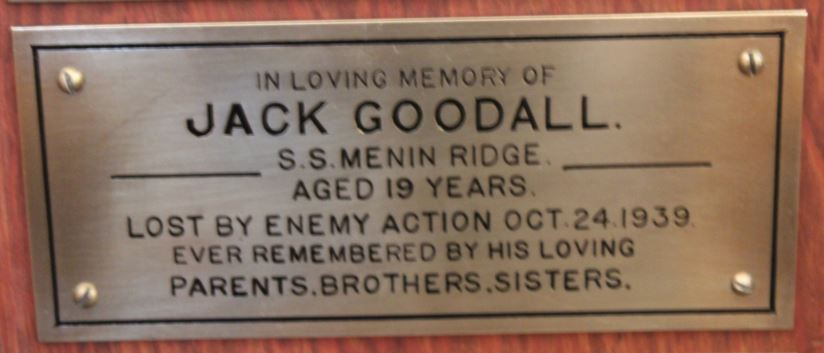 IN LOVING MEMORY OF
JACK GOODALL.
S.S.MENIN RIDGE.
AGED 19 YEARS.
LOST BY ENEMY ACTION OCT.24.1939.
EVER REMEMBERED BY HIS LOVING
PARENTS.BROTHERS.SISTERS.